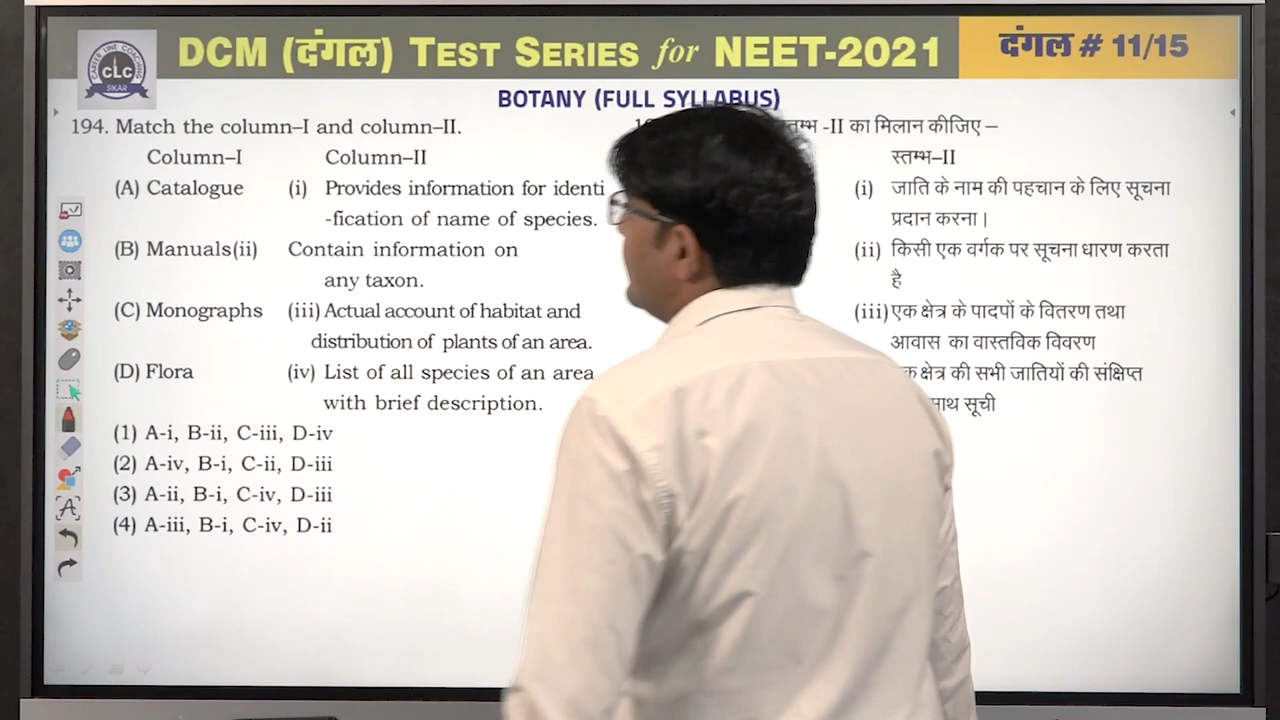 DCM (दंगल) TEST SERIES for NEET-2021
दंगल # 11/15
CAREER LINE COACHING
CLC
SIKAR
BOTANY (FULL SYLLABUS)
194. Match the column–I and column–II.
Column–I Column–II
(A) Catalogue (i) Provides information for identi
-fication of name of species.
(B) Manuals(ii) Contain information on
any taxon.
(C) Monographs (iii) Actual account of habitat and
distribution of plants of an area.
(D) Flora (iv) List of all species of an area
with brief description.
(1) A-i, B-ii, C-iii, D-iv
(2) A-iv, B-i, C-ii, D-iii
(3) A-ii, B-i, C-iv, D-iii
(4) A-iii, B-i, C-iv, D-ii
-II का मिलान कीजिए –
स्तम्भ–II
(i) जाति के नाम की पहचान के लिए सूचना
प्रदान करना।
(ii) किसी एक वर्गक पर सूचना धारण करता
है
(iii) एक क्षेत्र के पादपों के वितरण तथा
आवास का वास्तविक विवरण
क्षेत्र की सभी जातियों की संक्षिप्त
साथ सूची